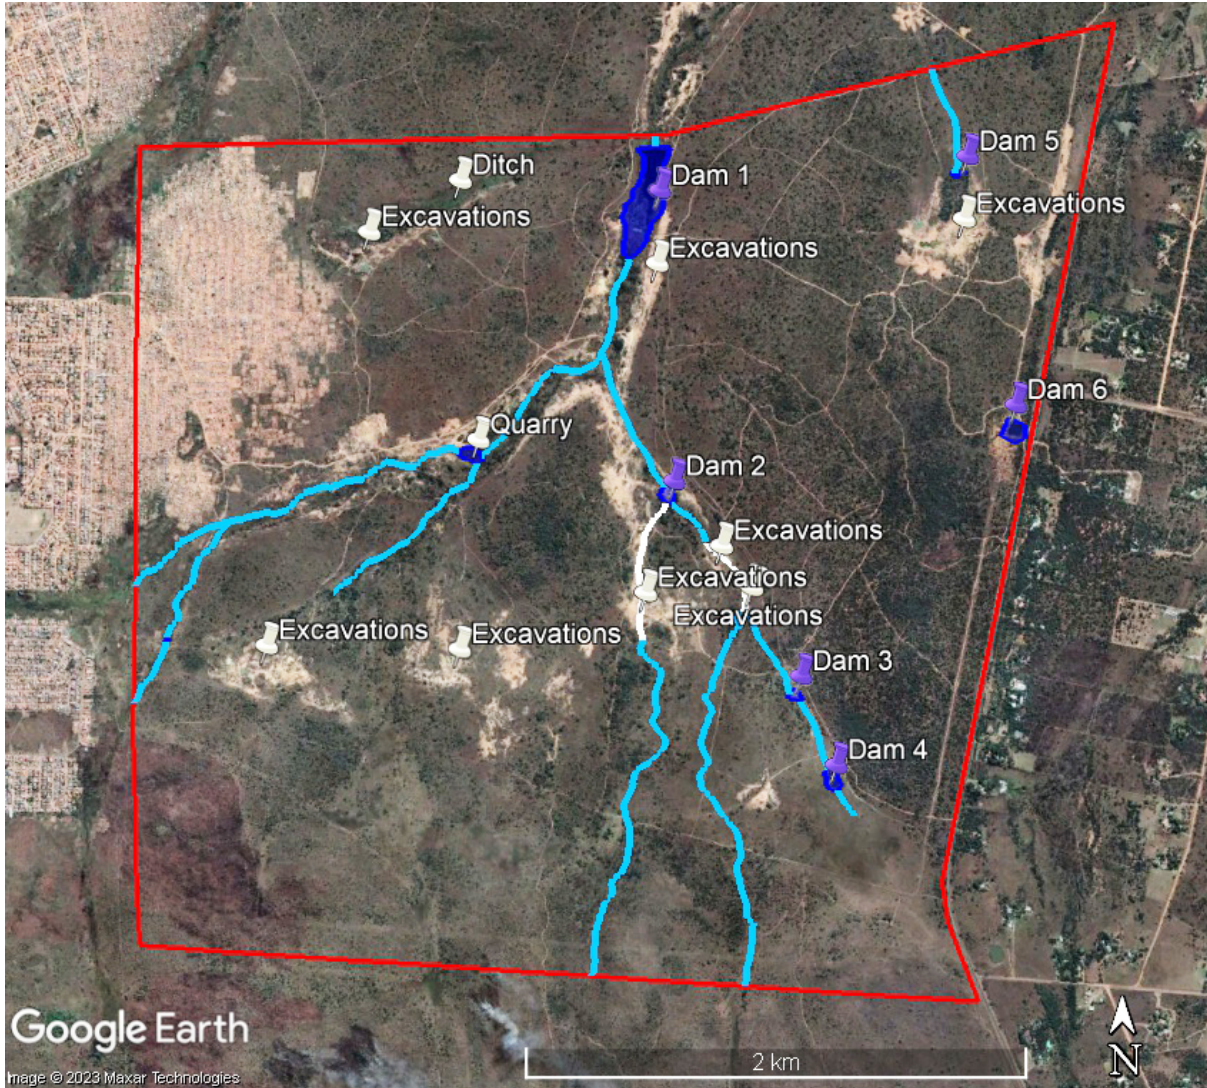 Ditch
Dam 5
Dam 1
Excavations
Excavations
Excavations
Dam 6
Quarry
Dam 2
Excavations
Excavations
Excavations
Excavations
Excavations
Dam 3
Dam 4
Google Earth
2 km
N
Image © 2023 Maxar Technologies